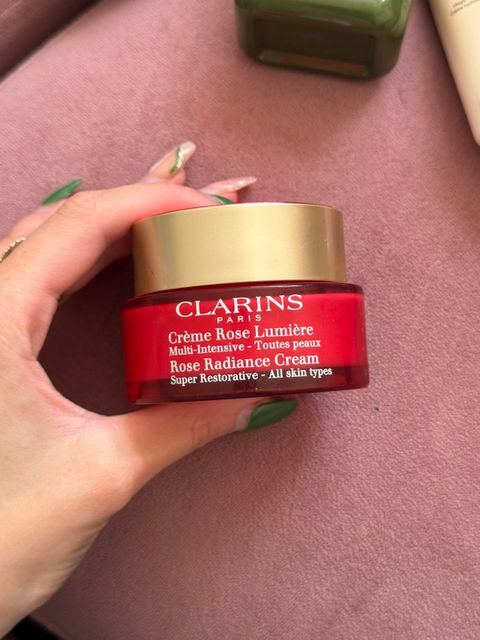 CLARINS
PARIS
Crème Rose Lumière
Multi-Intensive - Toutes peaux
Rose Radiance Cream
Super Restorative - All skin types